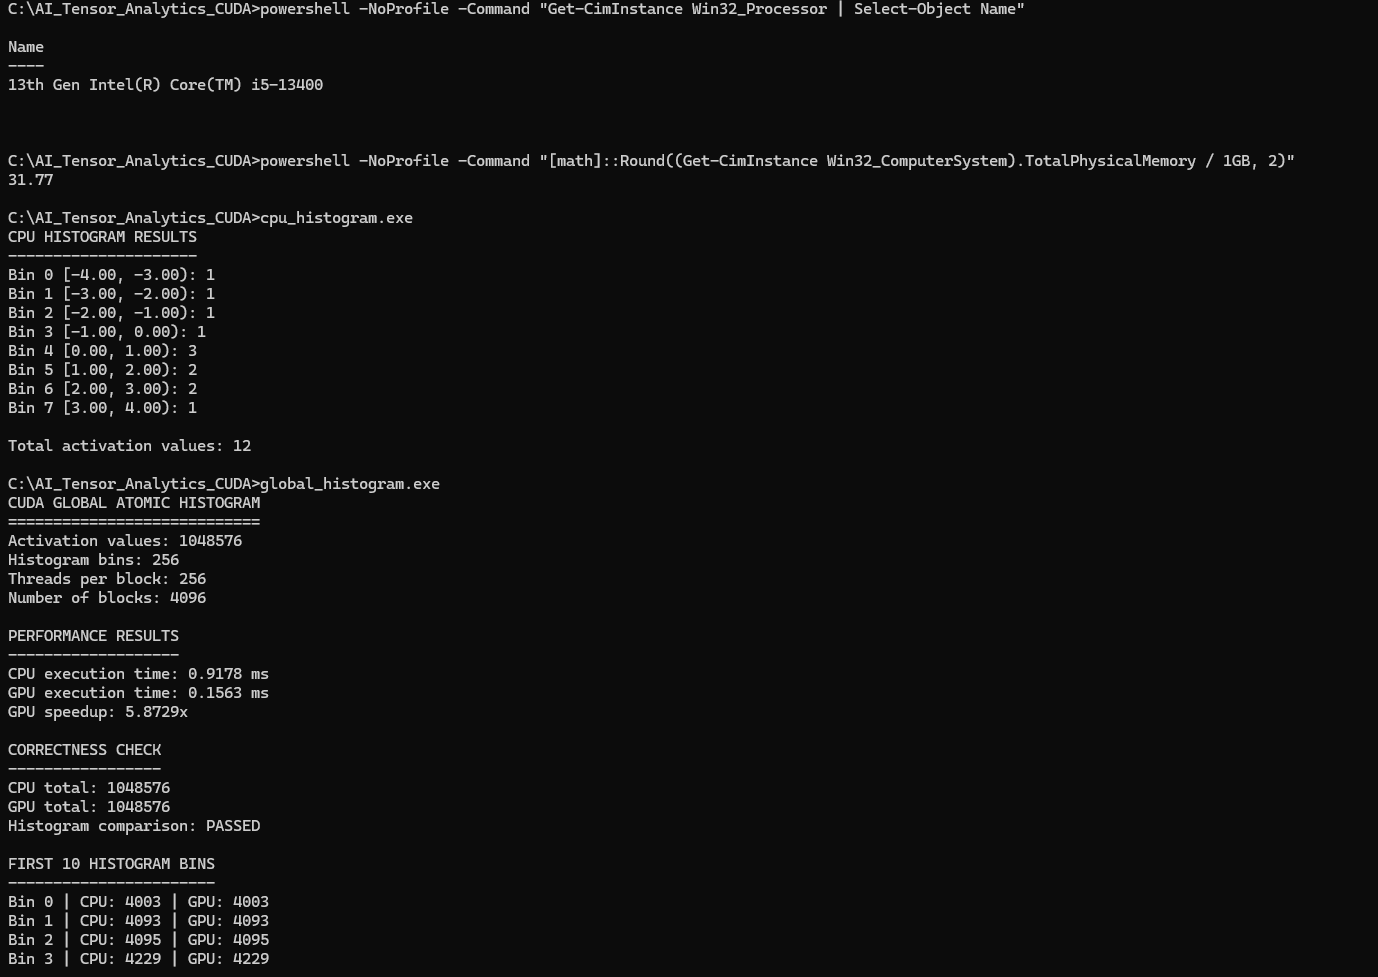 C:\AI_Tensor_Analytics_CUDA>powershell -NoProfile -Command "Get-CimInstance Win32_Processor | Select-Object Name"
Name
----
13th Gen Intel(R) Core(TM) i5-13400
C:\AI_Tensor_Analytics_CUDA>powershell -NoProfile -Command "[math]::Round((Get-CimInstance Win32_ComputerSystem).TotalPhysicalMemory / 1GB, 2)"
31.77
C:\AI_Tensor_Analytics_CUDA>cpu_histogram.exe
CPU HISTOGRAM RESULTS
---------------------
Bin 0 [-4.00, -3.00): 1
Bin 1 [-3.00, -2.00): 1
Bin 2 [-2.00, -1.00): 1
Bin 3 [-1.00, 0.00): 1
Bin 4 [0.00, 1.00): 3
Bin 5 [1.00, 2.00): 2
Bin 6 [2.00, 3.00): 2
Bin 7 [3.00, 4.00): 1
Total activation values: 12
C:\AI_Tensor_Analytics_CUDA>global_histogram.exe
CUDA GLOBAL ATOMIC HISTOGRAM
============================
Activation values: 1048576
Histogram bins: 256
Threads per block: 256
Number of blocks: 4096
PERFORMANCE RESULTS
-------------------
CPU execution time: 0.9178 ms
GPU execution time: 0.1563 ms
GPU speedup: 5.8729x
CORRECTNESS CHECK
-----------------
CPU total: 1048576
GPU total: 1048576
Histogram comparison: PASSED
FIRST 10 HISTOGRAM BINS
-----------------------
Bin 0 | CPU: 4003 | GPU: 4003
Bin 1 | CPU: 4093 | GPU: 4093
Bin 2 | CPU: 4095 | GPU: 4095
Bin 3 | CPU: 4229 | GPU: 4229